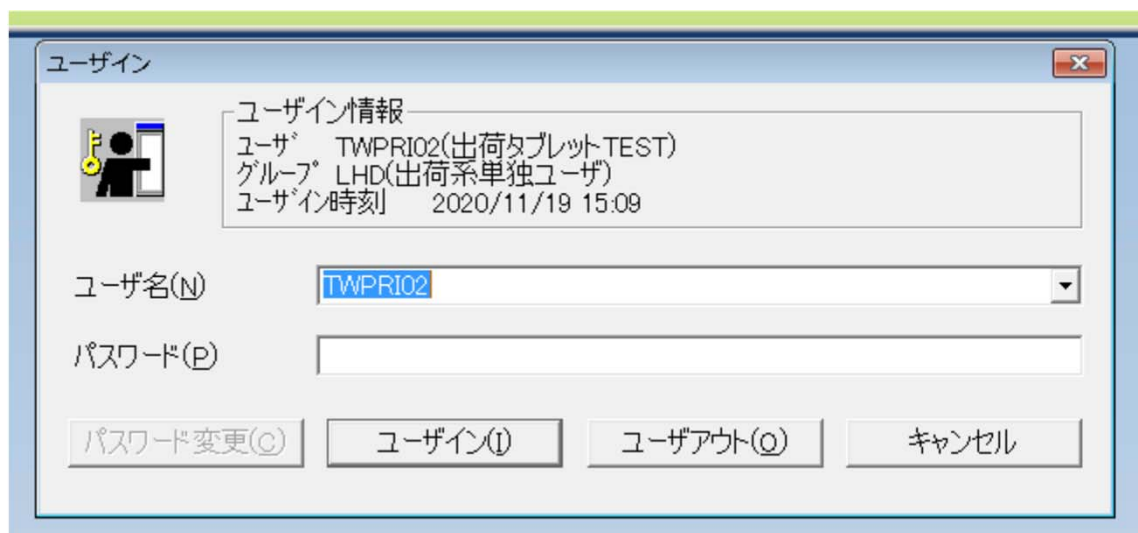 ユーザイン
ユーザイン情報
ユーザ TWPRI02(出荷タブレットTEST)
グループ LHD(出荷系単独ユーザ)
ユーザイン時刻 2020/11/19 15:09
ユーザ名(N) TWPRI02
パスワード(P)
パスワード変更(C) ユーザイン(I) ユーザアウト(O) キャンセル